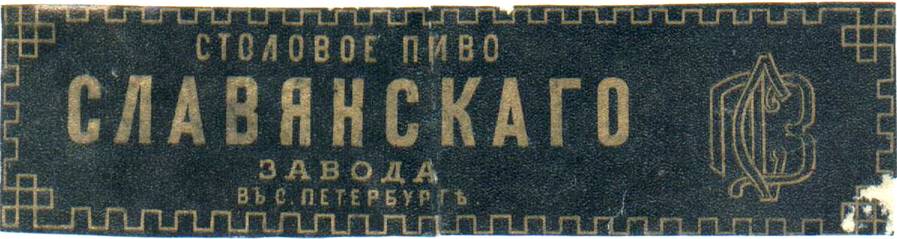 СТОЛОВОЕ ПИВО
СЛАВЯНСКАГО
ЗАВОДА
ВЪ С. ПЕТЕРБУРГѢ.